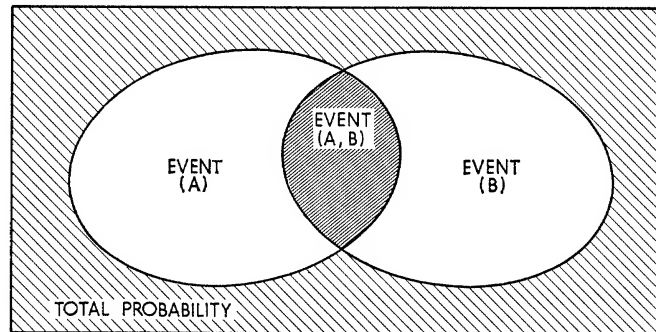 EVENT
(A, B)
EVENT
(A)
EVENT
(B)
TOTAL PROBABILITY